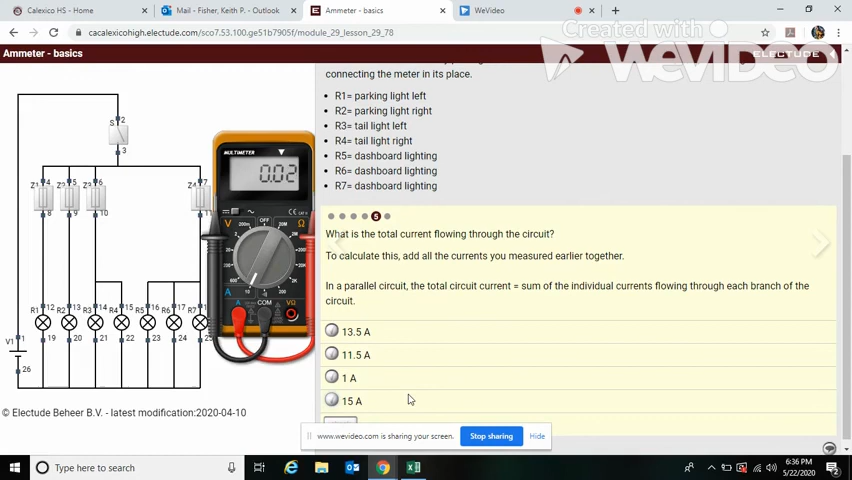 Calexico HS - Home
Mail - Fisher, Keith P. - Outlook
Ammeter - basics
WeVideo
cacalexicohigh.electude.com/sco7.53.100.ge51b7905f/module_29_lesson_29_78
Created with
WEVIDEO
Ammeter - basics
ELECTUDE
connecting the meter in its place.
• R1= parking light left
• R2= parking light right
• R3= tail light left
• R4= tail light right
• R5= dashboard lighting
• R6= dashboard lighting
• R7= dashboard lighting
S 2
3
Z1 4 Z2 5 Z3 6 Z4 7
8 9 10
MULTIMETER
0.02
OFF
V
Ω
A
A COM VΩ
R1 12 R2 13 R3 14 R4 15 R5 16 R6 17 R7
19 20 21 22 23 24
V1 1
26
5
What is the total current flowing through the circuit?
To calculate this, add all the currents you measured earlier together.
In a parallel circuit, the total circuit current = sum of the individual currents flowing through each branch of the
circuit.
13.5 A
11.5 A
1 A
15 A
© Electude Beheer B.V. - latest modification:2020-04-10
www.wevideo.com is sharing your screen.
Stop sharing
Hide
Type here to search
6:36 PM
5/22/2020
2